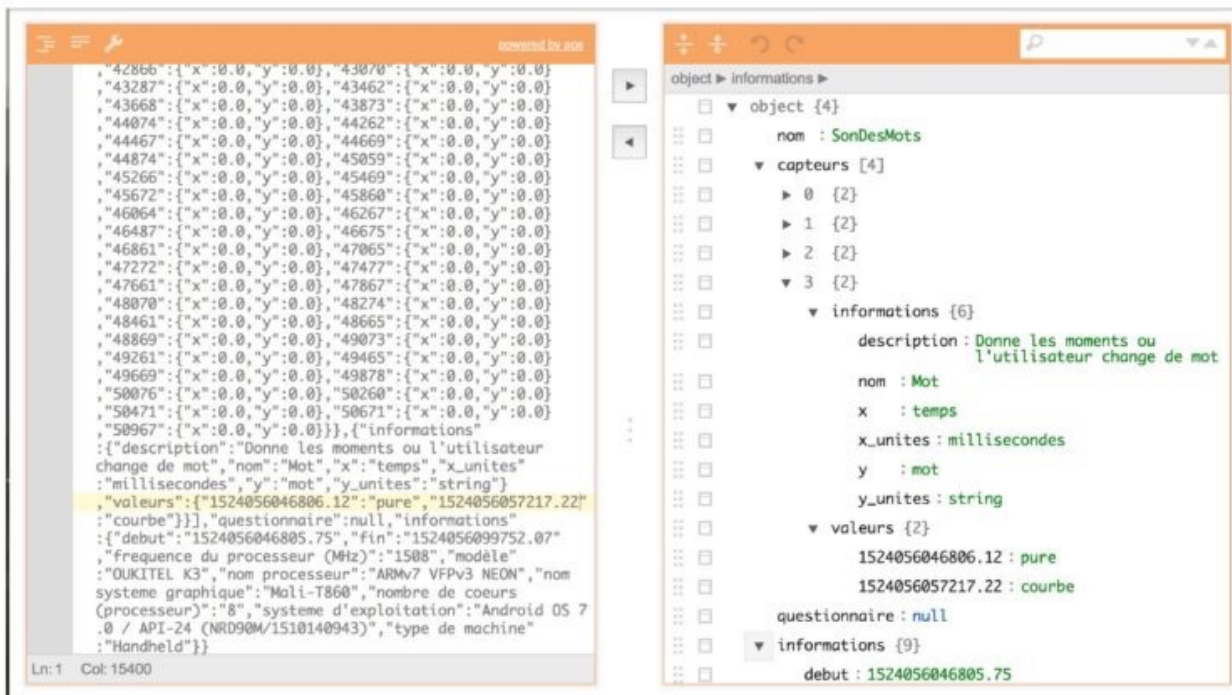 powered by ace
,"42866":{"x":0.0,"y":0.0},"43070":{"x":0.0,"y":0.0}
,"43287":{"x":0.0,"y":0.0},"43462":{"x":0.0,"y":0.0}
,"43668":{"x":0.0,"y":0.0},"43873":{"x":0.0,"y":0.0}
,"44074":{"x":0.0,"y":0.0},"44262":{"x":0.0,"y":0.0}
,"44467":{"x":0.0,"y":0.0},"44669":{"x":0.0,"y":0.0}
,"44874":{"x":0.0,"y":0.0},"45059":{"x":0.0,"y":0.0}
,"45266":{"x":0.0,"y":0.0},"45469":{"x":0.0,"y":0.0}
,"45672":{"x":0.0,"y":0.0},"45860":{"x":0.0,"y":0.0}
,"46064":{"x":0.0,"y":0.0},"46267":{"x":0.0,"y":0.0}
,"46487":{"x":0.0,"y":0.0},"46675":{"x":0.0,"y":0.0}
,"46861":{"x":0.0,"y":0.0},"47065":{"x":0.0,"y":0.0}
,"47272":{"x":0.0,"y":0.0},"47477":{"x":0.0,"y":0.0}
,"47661":{"x":0.0,"y":0.0},"47867":{"x":0.0,"y":0.0}
,"48070":{"x":0.0,"y":0.0},"48274":{"x":0.0,"y":0.0}
,"48461":{"x":0.0,"y":0.0},"48665":{"x":0.0,"y":0.0}
,"48869":{"x":0.0,"y":0.0},"49073":{"x":0.0,"y":0.0}
,"49261":{"x":0.0,"y":0.0},"49465":{"x":0.0,"y":0.0}
,"49669":{"x":0.0,"y":0.0},"49878":{"x":0.0,"y":0.0}
,"50076":{"x":0.0,"y":0.0},"50260":{"x":0.0,"y":0.0}
,"50471":{"x":0.0,"y":0.0},"50671":{"x":0.0,"y":0.0}
,"50967":{"x":0.0,"y":0.0}}},{"informations"
:{"description":"Donne les moments ou l'utilisateur
change de mot","nom":"Mot","x":"temps","x_unites"
:"millisecondes","y":"mot","y_unites":"string"}
,"valeurs":{"1524056046806.12":"pure","1524056057217.22"
:"courbe"}}],"questionnaire":null,"informations"
:{"debut":"1524056046805.75","fin":"1524056099752.07"
,"frequence du processeur (MHz)":"1508","modèle"
:"OUKITEL K3","nom processeur":"ARMv7 VFPv3 NEON","nom
systeme graphique":"Mali-T860","nombre de coeurs
(processeur)":"8","systeme d'exploitation":"Android OS 7
.0 / API-24 (NRD90M/1510140943)","type de machine"
:"Handheld"}}
Ln: 1 Col: 15400
object ▶ informations ▶
▼ object {4}
nom : SonDesMots
▼ capteurs [4]
▶ 0 {2}
▶ 1 {2}
▶ 2 {2}
▼ 3 {2}
▼ informations {6}
description : Donne les moments ou
l'utilisateur change de mot
nom : Mot
x : temps
x_unites : millisecondes
y : mot
y_unites : string
▼ valeurs {2}
1524056046806.12 : pure
1524056057217.22 : courbe
questionnaire : null
▼ informations {9}
debut : 1524056046805.75